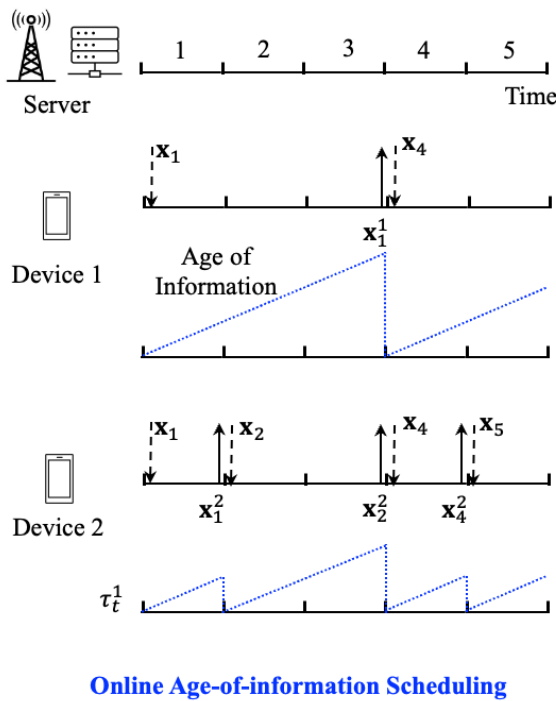 1 2 3 4 5
Server
Time
𝐱₁ 𝐱₄
𝐱₁¹
Device 1
Age of
Information
𝐱₁ 𝐱₂ 𝐱₄ 𝐱₅
𝐱₁² 𝐱₂² 𝐱₄²
Device 2
τₜ¹
Online Age-of-information Scheduling